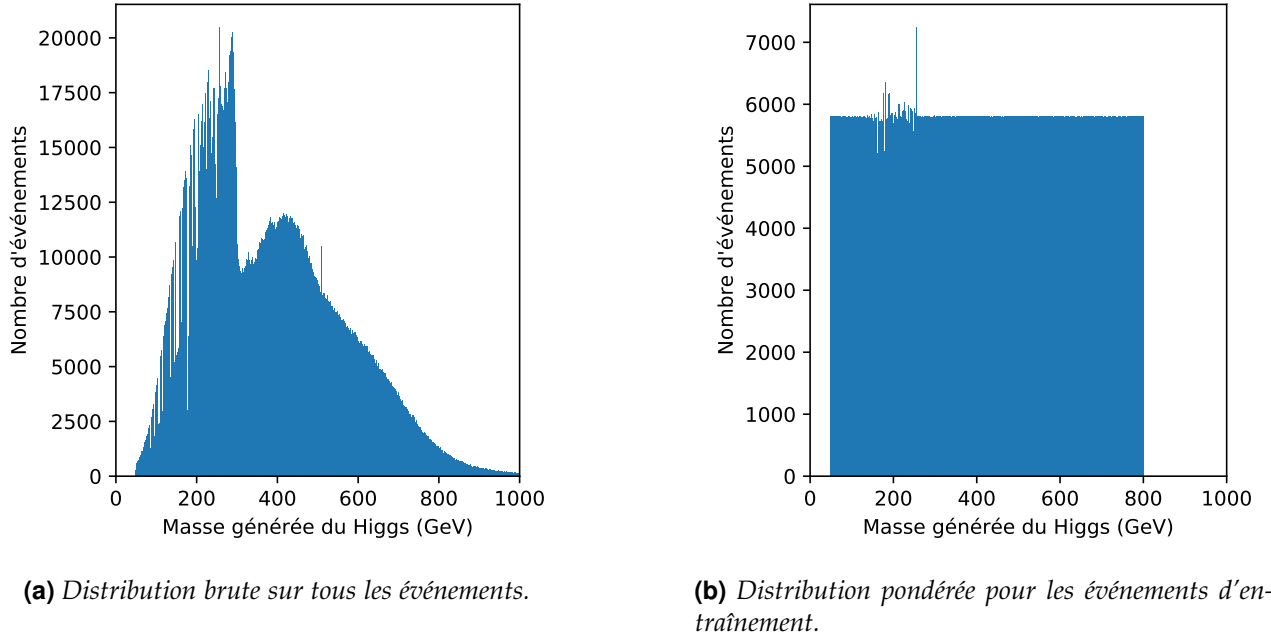 Nombre d'événements
20000
17500
15000
12500
10000
7500
5000
2500
0
0 200 400 600 800 1000
Masse générée du Higgs (GeV)
(a) Distribution brute sur tous les événements.
Nombre d'événements
7000
6000
5000
4000
3000
2000
1000
0
0 200 400 600 800 1000
Masse générée du Higgs (GeV)
(b) Distribution pondérée pour les événements d'en-
traînement.